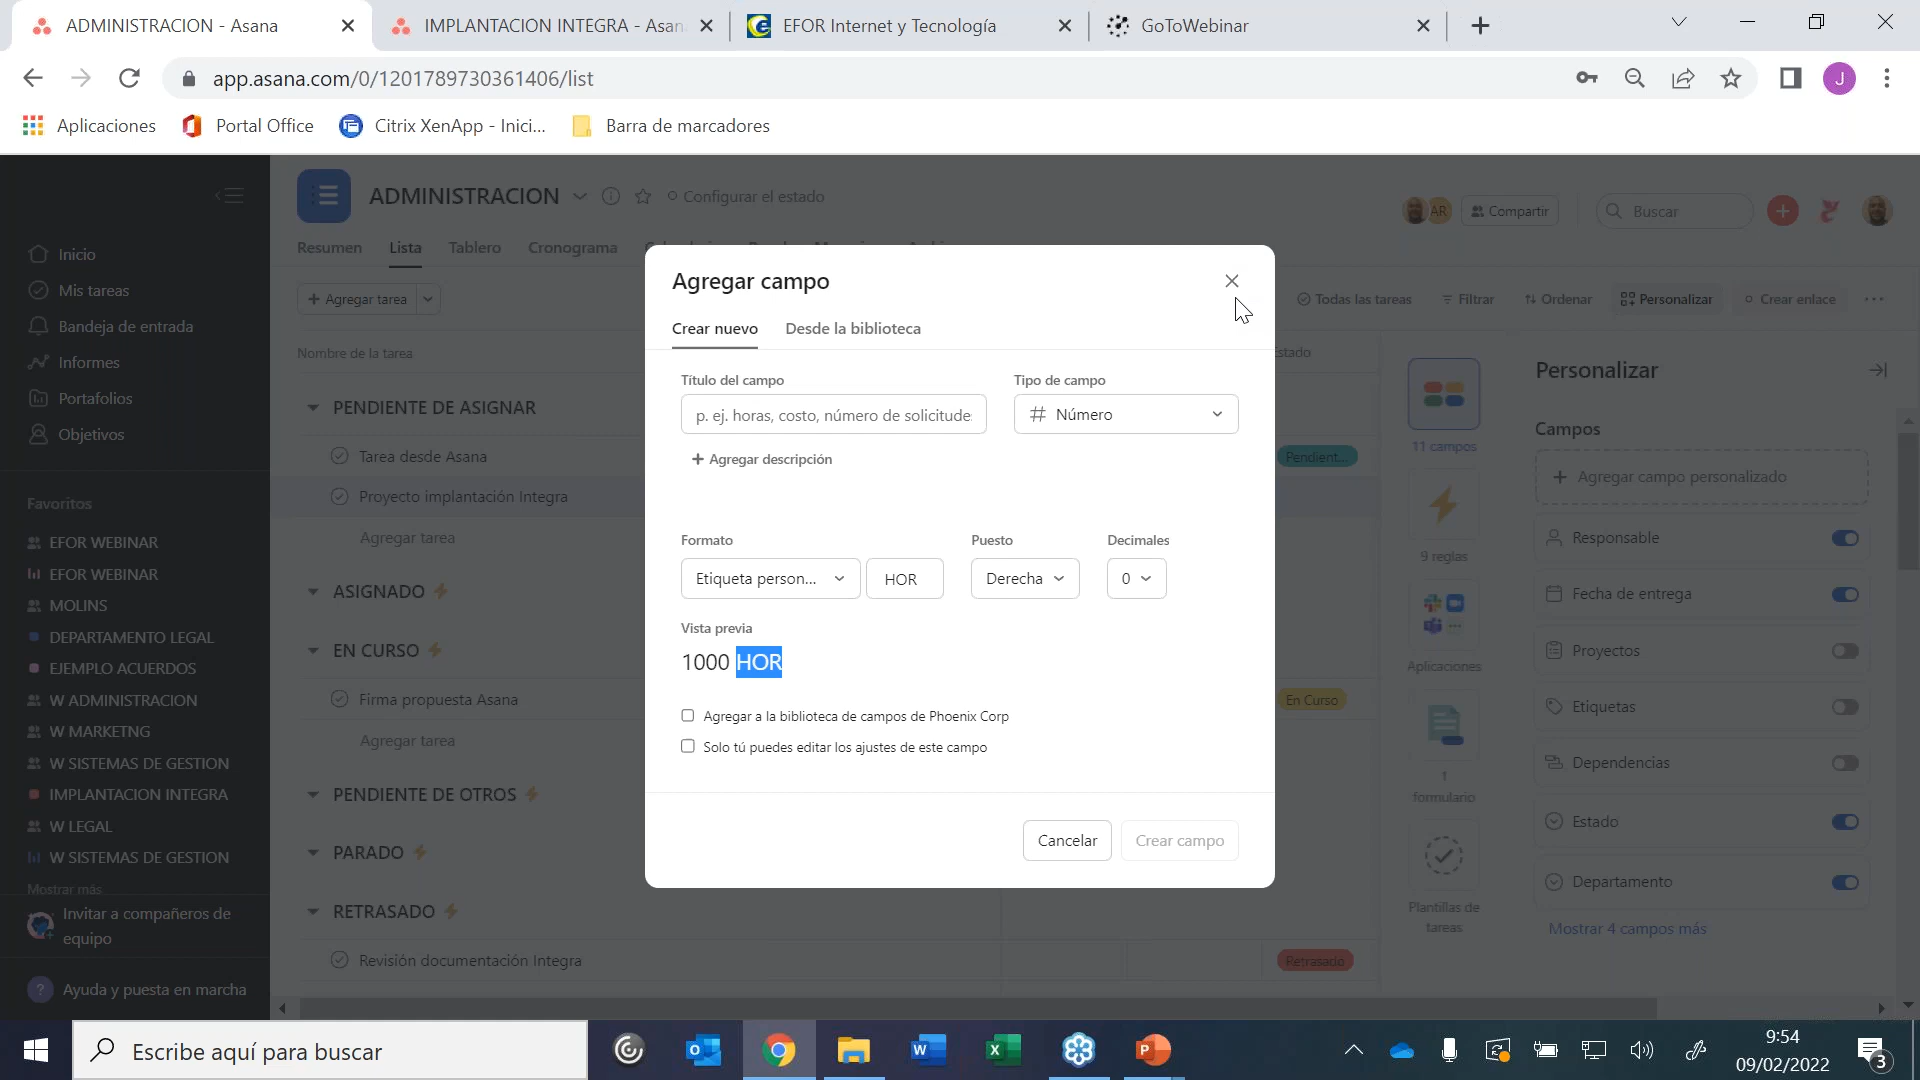 ADMINISTRACION - Asana
IMPLANTACION INTEGRA - Asan
EFOR Internet y Tecnología
GoToWebinar
app.asana.com/0/1201789730361406/list
J
Aplicaciones
Portal Office
Citrix XenApp - Inici...
Barra de marcadores
ADMINISTRACION
Configurar el estado
AR
Compartir
Buscar
Inicio
Mis tareas
Bandeja de entrada
Informes
Portafolios
Objetivos
Favoritos
EFOR WEBINAR
EFOR WEBINAR
MOLINS
DEPARTAMENTO LEGAL
EJEMPLO ACUERDOS
W ADMINISTRACION
W MARKETNG
W SISTEMAS DE GESTION
IMPLANTACION INTEGRA
W LEGAL
W SISTEMAS DE GESTION
Mostrar más
Invitar a compañeros de
equipo
Ayuda y puesta en marcha
Resumen
Lista
Tablero
Cronograma
Agregar tarea
Todas las tareas
Filtrar
Ordenar
Personalizar
Crear enlace
Nombre de la tarea
stado
PENDIENTE DE ASIGNAR
Tarea desde Asana
Pendient...
Proyecto implantación Integra
Agregar tarea
ASIGNADO
EN CURSO
Firma propuesta Asana
En Curso
Agregar tarea
PENDIENTE DE OTROS
PARADO
RETRASADO
Revisión documentación Integra
Retrasado
Agregar campo
Crear nuevo
Desde la biblioteca
Título del campo
Tipo de campo
p. ej. horas, costo, número de solicitude
# Número
+ Agregar descripción
Formato
Puesto
Decimales
Etiqueta person...
HOR
Derecha
0
Vista previa
1000 HOR
Agregar a la biblioteca de campos de Phoenix Corp
Solo tú puedes editar los ajustes de este campo
Cancelar
Crear campo
11 campos
9 reglas
Aplicaciones
1
formulario
Plantillas de
tareas
Personalizar
Campos
+ Agregar campo personalizado
Responsable
Fecha de entrega
Proyectos
Etiquetas
Dependencias
Estado
Departamento
Mostrar 4 campos más
Escribe aquí para buscar
9:54
09/02/2022
3